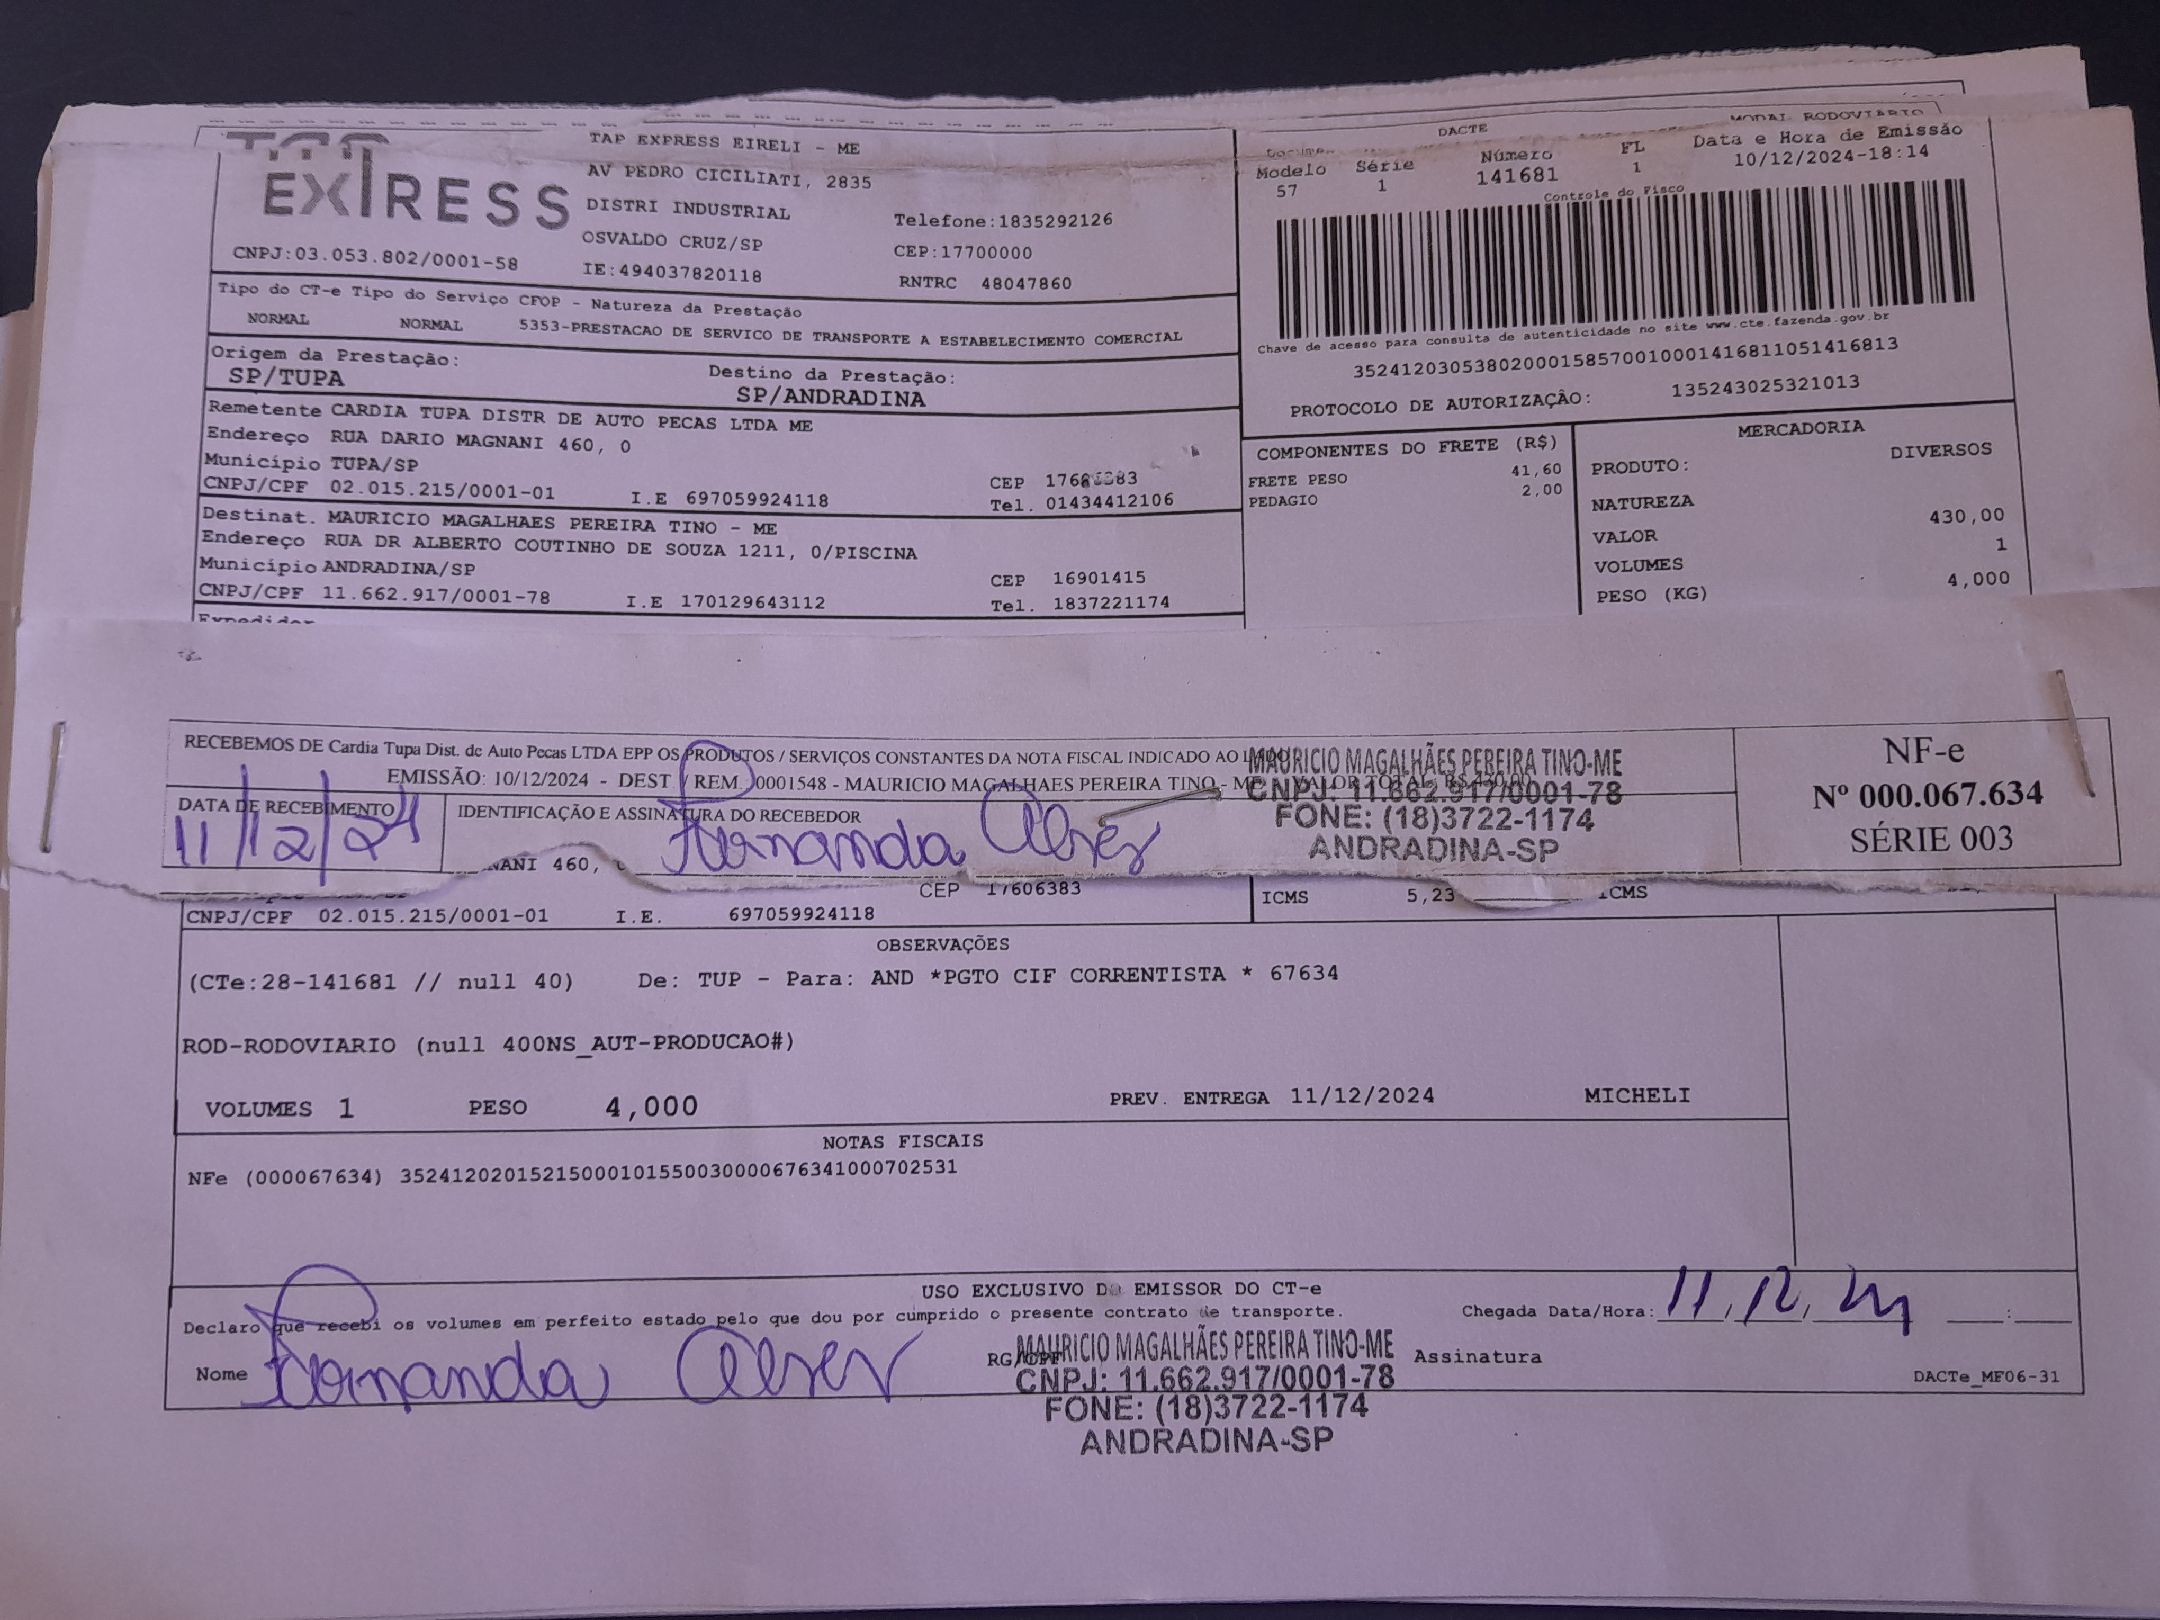 EXPRESS
TAP EXPRESS EIRELI - ME
AV PEDRO CICILIATI, 2835
DISTRI INDUSTRIAL
OSVALDO CRUZ/SP
IE:494037820118
Telefone:1835292126
CEP:17700000
RNTRC 48047860
CNPJ:03.053.802/0001-58
DACTE
MODAL RODOVIARIO
Modelo Série Número FL Data e Hora de Emissão
57 1 141681 1 10/12/2024-18:14
Controle do Fisco
Chave de acesso para consulta de autenticidade no site www.cte.fazenda.gov.br
35241203053802000158570010001416811051416813
PROTOCOLO DE AUTORIZAÇÃO: 135243025321013
Tipo do CT-e Tipo do Serviço CFOP - Natureza da Prestação
NORMAL NORMAL 5353-PRESTACAO DE SERVICO DE TRANSPORTE A ESTABELECIMENTO COMERCIAL
Origem da Prestação: Destino da Prestação:
SP/TUPA SP/ANDRADINA
Remetente CARDIA TUPA DISTR DE AUTO PECAS LTDA ME
Endereço RUA DARIO MAGNANI 460, 0
Município TUPA/SP CEP 17606383
CNPJ/CPF 02.015.215/0001-01 I.E 697059924118 Tel. 01434412106
Destinat. MAURICIO MAGALHAES PEREIRA TINO - ME
Endereço RUA DR ALBERTO COUTINHO DE SOUZA 1211, 0/PISCINA
Município ANDRADINA/SP CEP 16901415
CNPJ/CPF 11.662.917/0001-78 I.E 170129643112 Tel. 1837221174
Expedidor
COMPONENTES DO FRETE (R$)
FRETE PESO 41,60
PEDAGIO 2,00
MERCADORIA
PRODUTO: DIVERSOS
NATUREZA
VALOR 430,00
VOLUMES 1
PESO (KG) 4,000
RECEBEMOS DE Cardia Tupa Dist. de Auto Pecas LTDA EPP OS PRODUTOS / SERVIÇOS CONSTANTES DA NOTA FISCAL INDICADO AO LADO
EMISSÃO: 10/12/2024 - DEST / REM.: 0001548 - MAURICIO MAGALHAES PEREIRA TINO - ME VALOR TOTAL: R$ 430,00
DATA DE RECEBIMENTO IDENTIFICAÇÃO E ASSINATURA DO RECEBEDOR
11/12/24 Fernanda Alves
MAURICIO MAGALHÃES PEREIRA TINO-ME
CNPJ: 11.662.917/0001-78
FONE: (18)3722-1174
ANDRADINA-SP
NF-e
Nº 000.067.634
SÉRIE 003
NANI 460,
CEP 17606383
CNPJ/CPF 02.015.215/0001-01 I.E. 697059924118
ICMS 5,23 ICMS
OBSERVAÇÕES
(CTe:28-141681 // null 40) De: TUP - Para: AND *PGTO CIF CORRENTISTA * 67634
ROD-RODOVIARIO (null 400NS_AUT-PRODUCAO#)
VOLUMES 1 PESO 4,000 PREV. ENTREGA 11/12/2024 MICHELI
NOTAS FISCAIS
NFe (000067634) 35241202015215000101550030000676341000702531
USO EXCLUSIVO DO EMISSOR DO CT-e
Declaro que recebi os volumes em perfeito estado pelo que dou por cumprido o presente contrato de transporte. Chegada Data/Hora: 11, 12, 24 :
Nome Fernanda Alves RG/CPF Assinatura
MAURICIO MAGALHÃES PEREIRA TINO-ME
CNPJ: 11.662.917/0001-78
FONE: (18)3722-1174
ANDRADINA-SP
DACTe_MF06-31